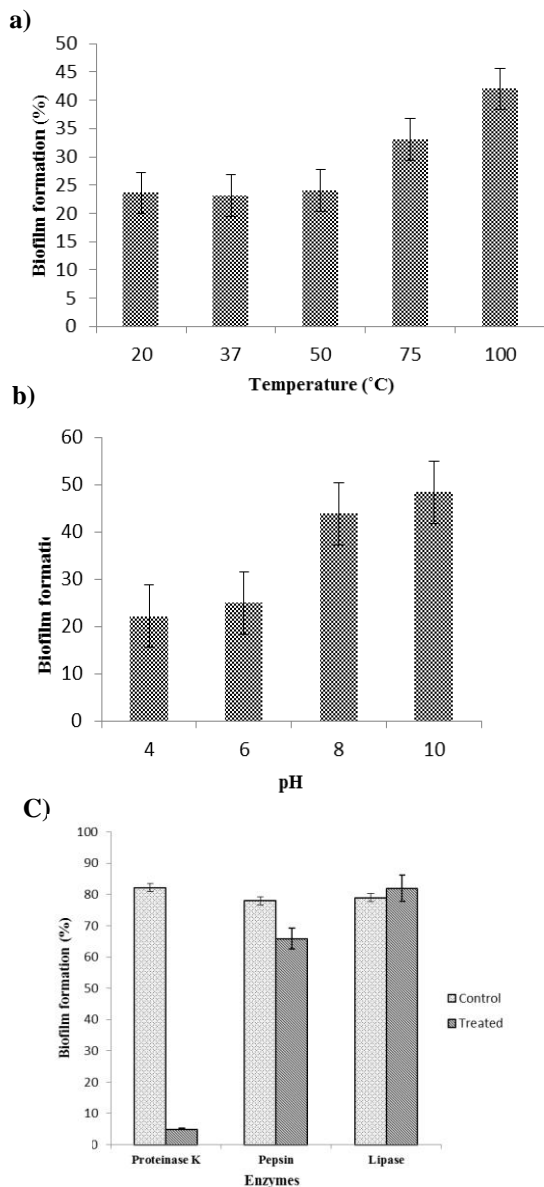 a)
50
45
40
35
30
25
20
15
10
5
0
Biofilm formation (%)
20 37 50 75 100
Temperature (˚C)
b)
60
50
40
30
20
10
0
Biofilm formatic
4 6 8 10
pH
C)
100
90
80
70
60
50
40
30
20
10
0
Biofilm formation (%)
Control
Treated
Proteinase K Pepsin Lipase
Enzymes